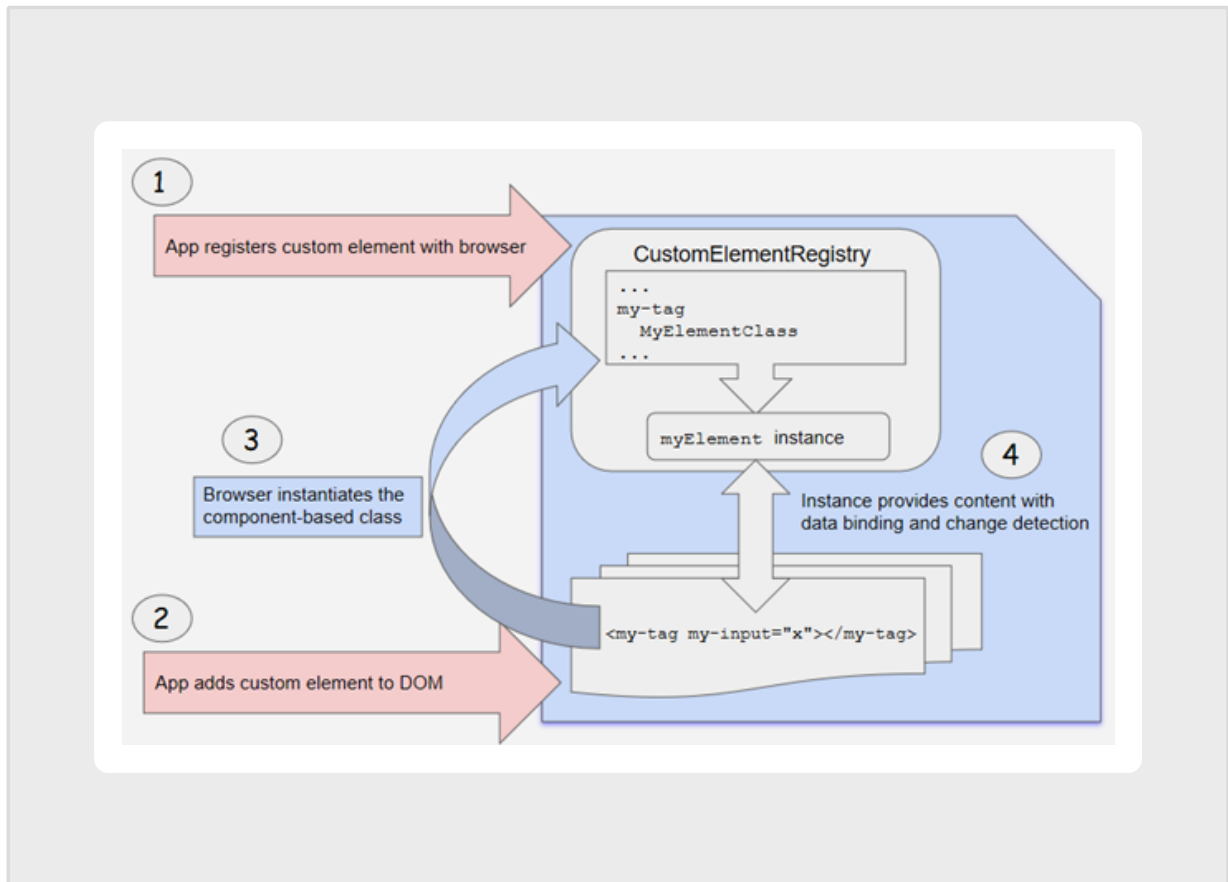 1
App registers custom element with browser
CustomElementRegistry
...
my-tag
MyElementClass
...
myElement instance
3
Browser instantiates the
component-based class
4
Instance provides content with
data binding and change detection
2
<my-tag my-input="x"></my-tag>
App adds custom element to DOM